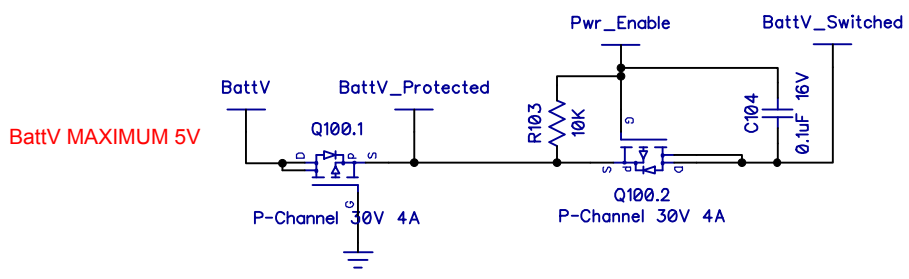 Pwr_Enable
BattV_Switched
BattV
BattV_Protected
BattV MAXIMUM 5V
Q100.1
D
P
S
G
P-Channel 30V 4A
R103
10K
G
C104
16V
0.1uF
S
P
D
Q100.2
P-Channel 30V 4A